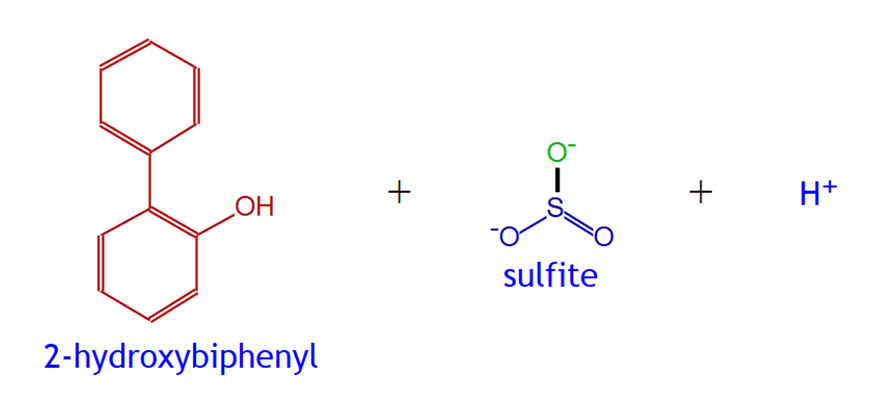 O⁻
OH + S + H⁺
⁻O O
sulfite
2-hydroxybiphenyl